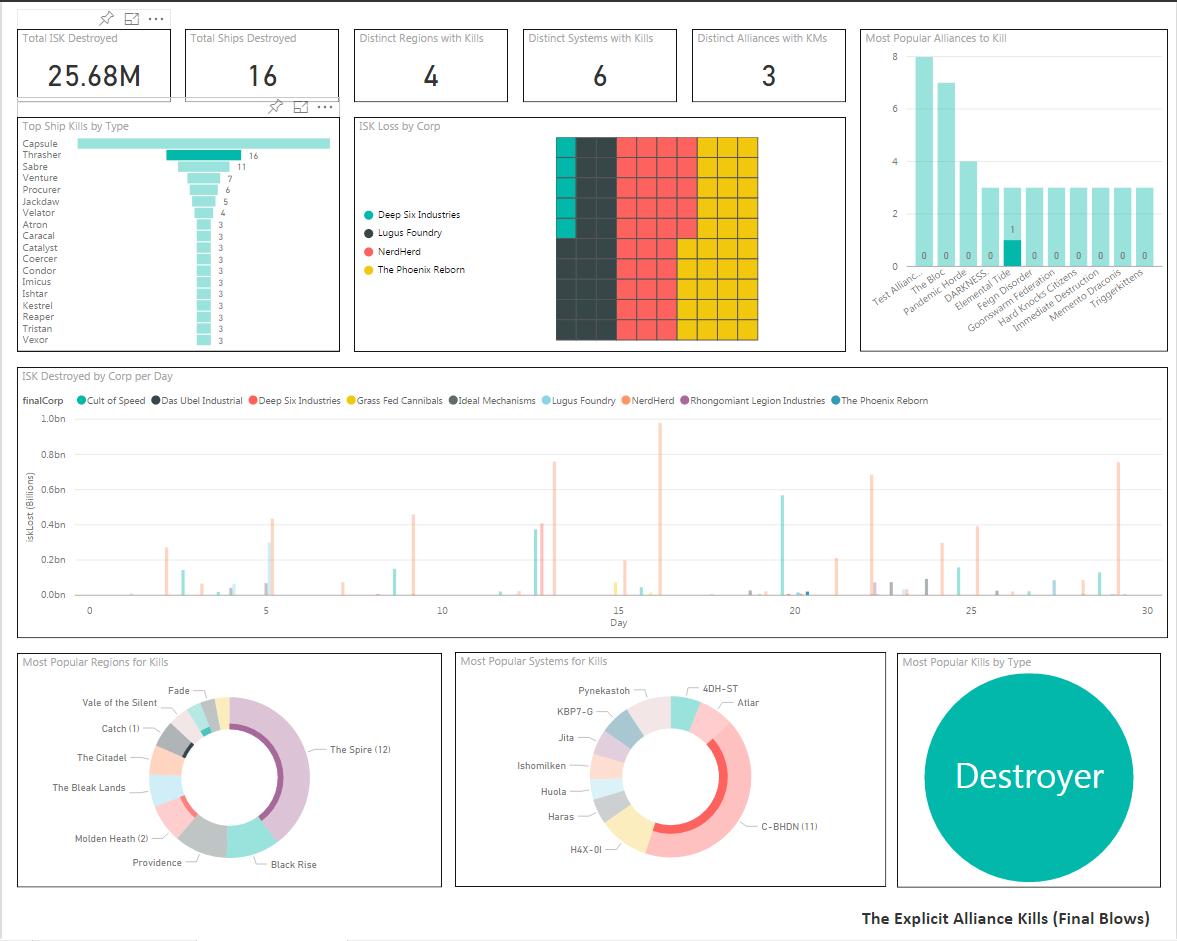 Total ISK Destroyed
25.68M
Total Ships Destroyed
16
Distinct Regions with Kills
4
Distinct Systems with Kills
6
Distinct Alliances with KMs
3
Most Popular Alliances to Kill
8
6
4
2
0
1
0 0 0 0 0 0 0 0 0 0
Test Allianc...
The Bloc
Pandemic Horde
DARKNESS.
Elemental Tide
Feign Disorder
Goonswarm Federation
Hard Knocks Citizens
Immediate Destruction
Memento Draconis
Triggerkittens
Top Ship Kills by Type
Capsule
Thrasher 16
Sabre 11
Venture 7
Procurer 6
Jackdaw 5
Velator 4
Atron 3
Caracal 3
Catalyst 3
Coercer 3
Condor 3
Imicus 3
Ishtar 3
Kestrel 3
Reaper 3
Tristan 3
Vexor 3
ISK Loss by Corp
Deep Six Industries
Lugus Foundry
NerdHerd
The Phoenix Reborn
ISK Destroyed by Corp per Day
finalCorp Cult of Speed Das Ubel Industrial Deep Six Industries Grass Fed Cannibals Ideal Mechanisms Lugus Foundry NerdHerd Rhongomiant Legion Industries The Phoenix Reborn
iskLost (Billions)
1.0bn
0.8bn
0.6bn
0.4bn
0.2bn
0.0bn
0 5 10 15 20 25 30
Day
Most Popular Regions for Kills
Fade
Vale of the Silent
Catch (1)
The Citadel
The Bleak Lands
Molden Heath (2)
Providence
The Spire (12)
Black Rise
Most Popular Systems for Kills
Pynekastoh
KBP7-G
Jita
Ishomilken
Huola
Haras
H4X-0I
4DH-ST
Atlar
C-BHDN (11)
Most Popular Kills by Type
Destroyer
The Explicit Alliance Kills (Final Blows)